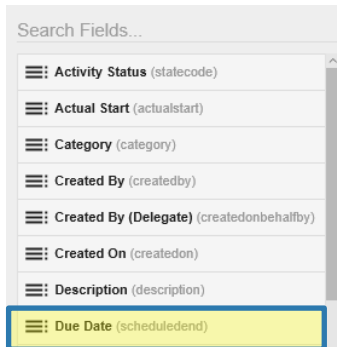 Search Fields...
Activity Status (statecode)
Actual Start (actualstart)
Category (category)
Created By (createdby)
Created By (Delegate) (createdonbehalfby)
Created On (createdon)
Description (description)
Due Date (scheduledend)